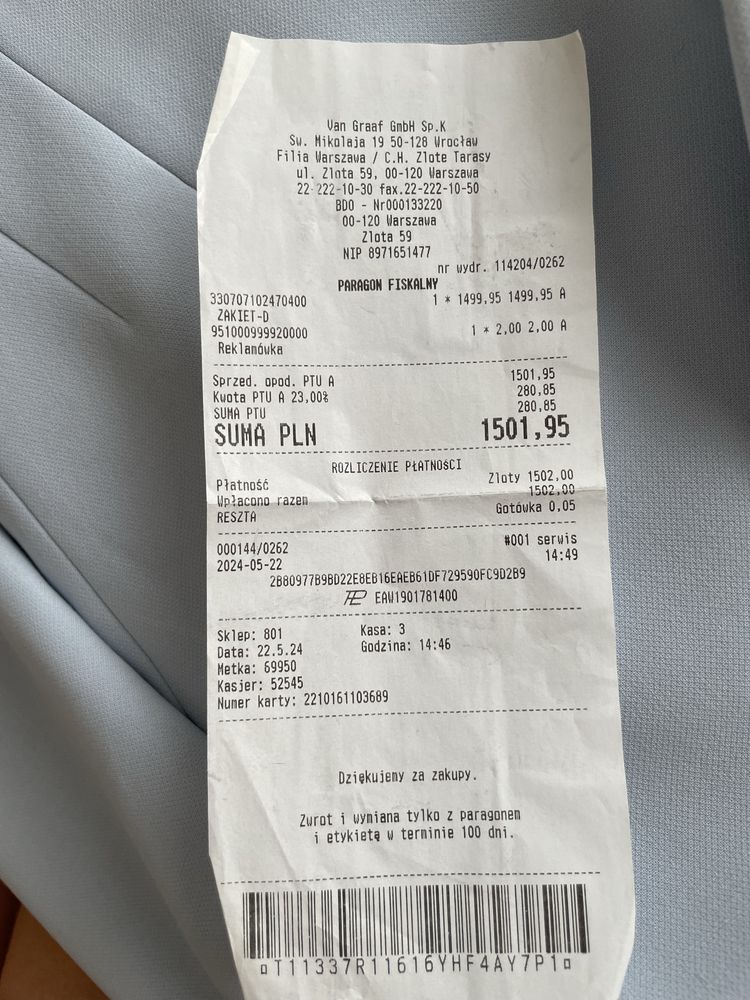 Van Graaf GmbH Sp.K
Św. Mikołaja 19 50-128 Wrocław
Filia Warszawa / C.H. Złote Tarasy
ul. Złota 59, 00-120 Warszawa
22-222-10-30 fax.22-222-10-50
BDO - Nr000133220
00-120 Warszawa
Złota 59
NIP 8971651477
nr wydr. 114204/0262
PARAGON FISKALNY
330707102470400 1 * 1499,95 1499,95 A
ŻAKIET-D
951000999920000 1 * 2,00 2,00 A
Reklamówka
Sprzed. opod. PTU A 1501,95
Kwota PTU A 23,00% 280,85
SUMA PTU 280,85
SUMA PLN 1501,95
ROZLICZENIE PŁATNOŚCI
Płatność Złoty 1502,00
Wpłacono razem 1502,00
RESZTA Gotówka 0,05
000144/0262 #001 serwis
2024-05-22 14:49
2B80977B9BD22E8EB16EAEB61DF729590FC9D2B9
PL EAW1901781400
Sklep: 801 Kasa: 3
Data: 22.5.24 Godzina: 14:46
Metka: 69950
Kasjer: 52545
Numer karty: 2210161103689
Dziękujemy za zakupy.
Zwrot i wymiana tylko z paragonem
i etykietą w terminie 100 dni.
¤T11337R11616YHF4AY7P1¤